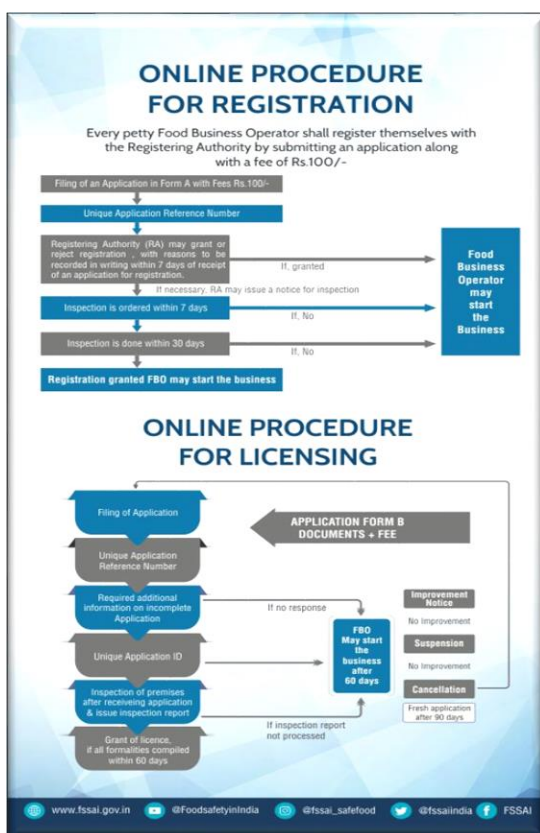 ONLINE PROCEDURE
FOR REGISTRATION
Every petty Food Business Operator shall register themselves with
the Registering Authority by submitting an application along
with a fee of Rs.100/-
Filing of an Application in Form A with Fees Rs.100/-
Unique Application Reference Number
Registering Authority (RA) may grant or
reject registration , with reasons to be
recorded in writing within 7 days of receipt
of an application for registration.
If, granted
If necessary, RA may issue a notice for inspection
Inspection is ordered within 7 days
If, No
Inspection is done within 30 days
If, No
Registration granted FBO may start the business
Food
Business
Operator
may
start
the
Business
ONLINE PROCEDURE
FOR LICENSING
Filing of Application
APPLICATION FORM B
DOCUMENTS + FEE
Unique Application
Reference Number
Required additional
information on incomplete
Application
If no response
Unique Application ID
Inspection of premises
after receiveing application
& issue inspection report
If inspection report
not processed
Grant of licence,
if all formalities compiled
within 60 days
FBO
May start
the
business
after
60 days
Improvement
Notice
No Improvement
Suspension
No Improvement
Cancellation
Fresh application
after 90 days
www.fssai.gov.in
@FoodsafetyinIndia
@fssai_safefood
@fssaiindia
FSSAI